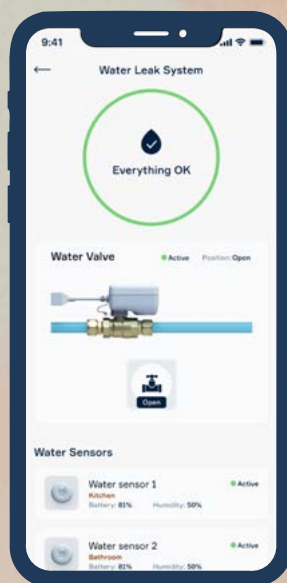 9:41
Water Leak System
Everything OK
Water Valve
Active Position: Open
Open
Water Sensors
Water sensor 1
Active
Kitchen
Battery: 81% Humidity: 50%
Water sensor 2
Active
Bathroom
Battery: 81% Humidity: 50%